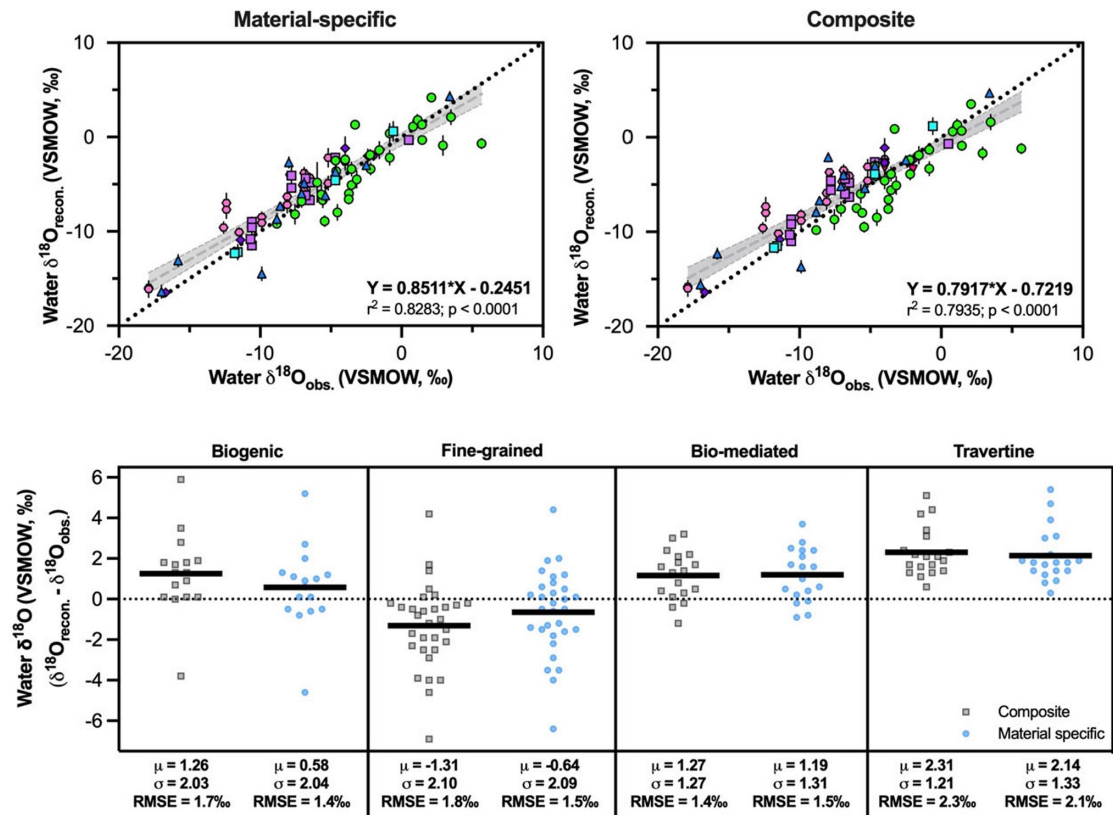 Material-specific
10
0
-10
-20
-20
-10
0
10
Water δ¹⁸Orecon. (VSMOW, ‰)
Y = 0.8511*X - 0.2451
r² = 0.8283; p < 0.0001
Water δ¹⁸Oobs. (VSMOW, ‰)
Composite
10
0
-10
-20
-20
-10
0
10
Water δ¹⁸Orecon. (VSMOW, ‰)
Y = 0.7917*X - 0.7219
r² = 0.7935; p < 0.0001
Water δ¹⁸Oobs. (VSMOW, ‰)
Biogenic Fine-grained Bio-mediated Travertine
Water δ¹⁸O (VSMOW, ‰)
(δ¹⁸Orecon. - δ¹⁸Oobs.)
6
4
2
0
-2
-4
-6
Composite
Material specific
μ = 1.26 μ = 0.58 μ = -1.31 μ = -0.64 μ = 1.27 μ = 1.19 μ = 2.31 μ = 2.14
σ = 2.03 σ = 2.04 σ = 2.10 σ = 2.09 σ = 1.27 σ = 1.31 σ = 1.21 σ = 1.33
RMSE = 1.7‰ RMSE = 1.4‰ RMSE = 1.8‰ RMSE = 1.5‰ RMSE = 1.4‰ RMSE = 1.5‰ RMSE = 2.3‰ RMSE = 2.1‰